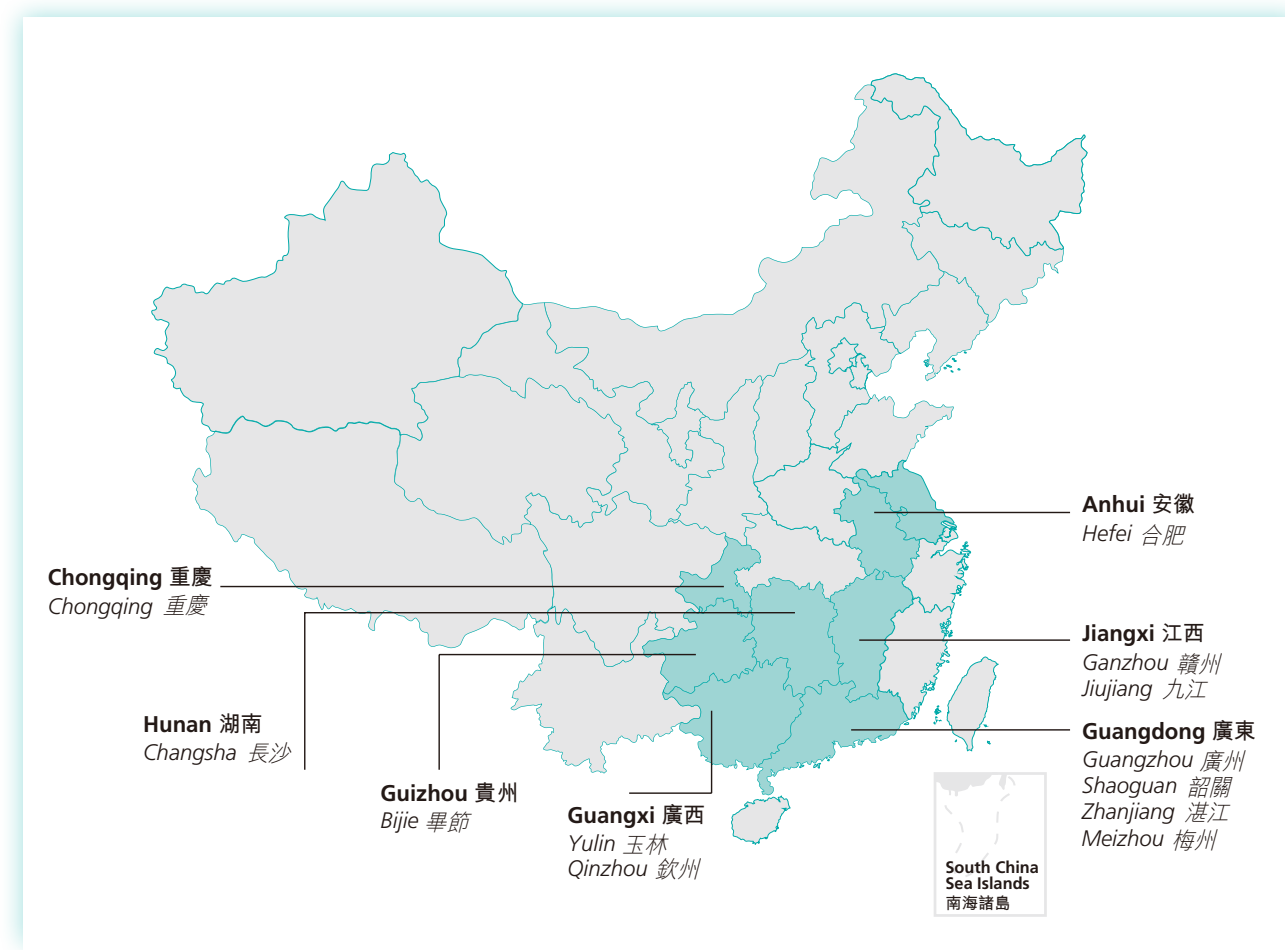 Anhui 安徽
Hefei 合肥
Chongqing 重慶
Chongqing 重慶
Jiangxi 江西
Ganzhou 贛州
Jiujiang 九江
Hunan 湖南
Changsha 長沙
Guangdong 廣東
Guangzhou 廣州
Shaoguan 韶關
Zhanjiang 湛江
Meizhou 梅州
Guizhou 貴州
Bijie 畢節
Guangxi 廣西
Yulin 玉林
Qinzhou 欽州
South China
Sea Islands
南海諸島